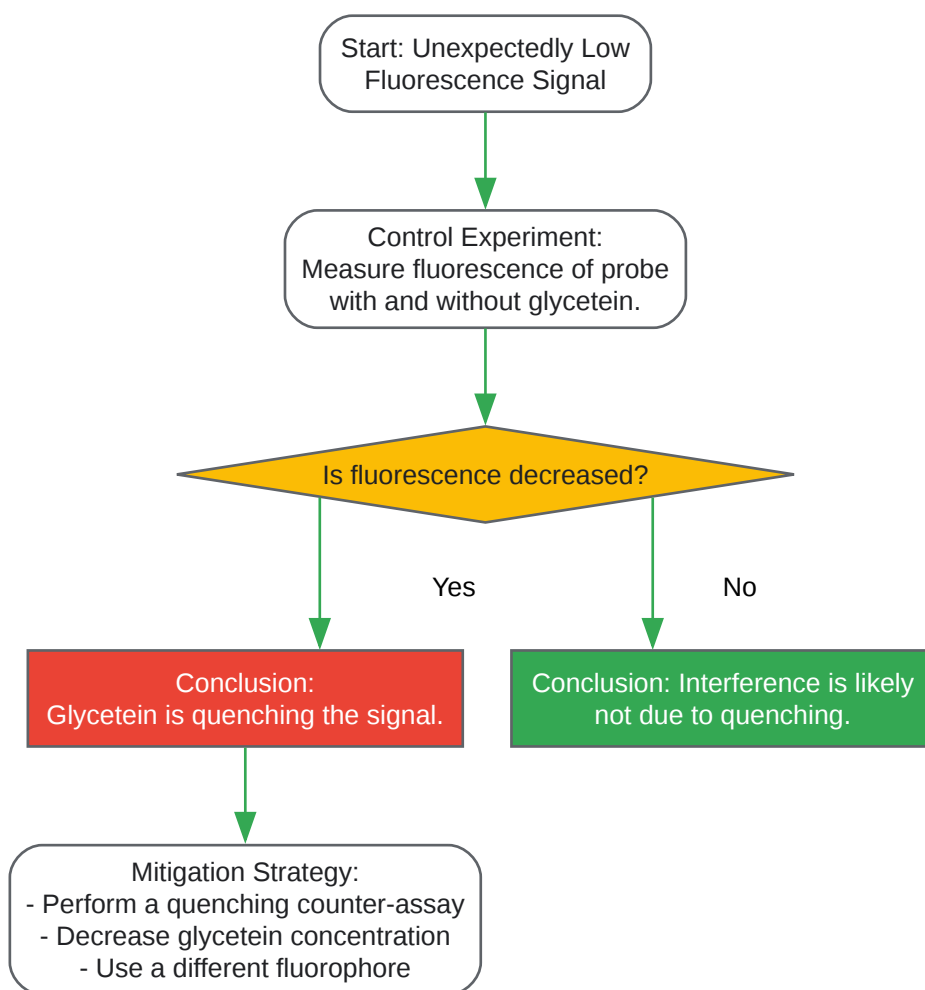 Start: Unexpectedly Low
Fluorescence Signal
Control Experiment:
Measure fluorescence of probe
with and without glycetein.
Is fluorescence decreased?
Yes
No
Conclusion:
Glycetein is quenching the signal.
Conclusion: Interference is likely
not due to quenching.
Mitigation Strategy:
- Perform a quenching counter-assay
- Decrease glycetein concentration
- Use a different fluorophore